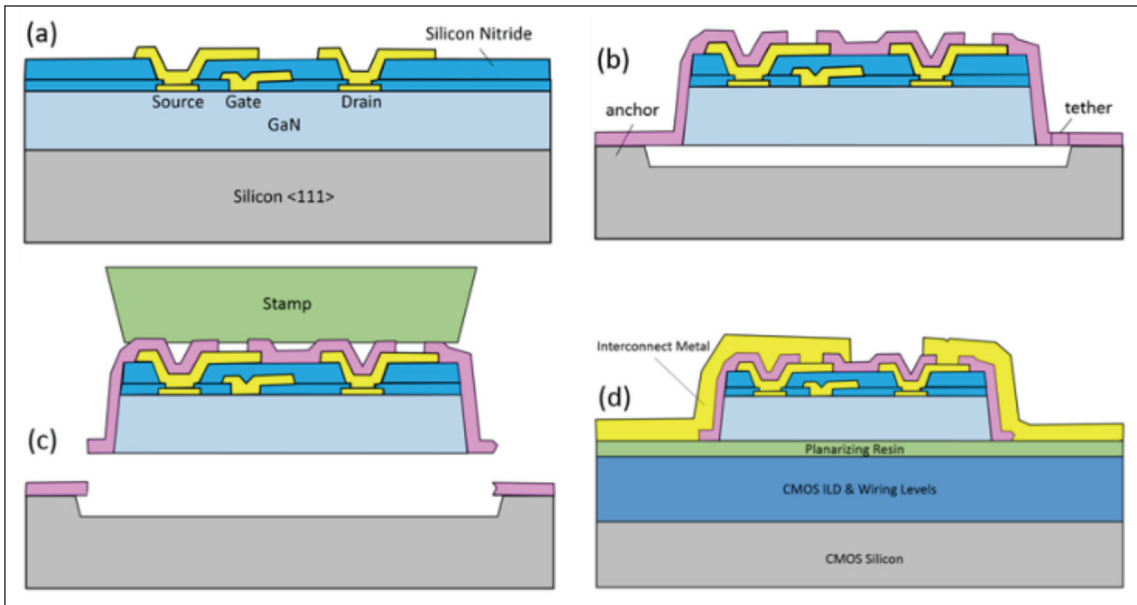 (a)
Silicon Nitride
Source Gate Drain
GaN
Silicon <111>
(b)
anchor
tether
Stamp
(c)
Interconnect Metal
(d)
Planarizing Resin
CMOS ILD & Wiring Levels
CMOS Silicon